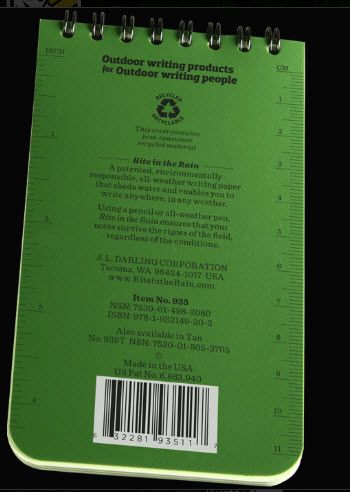 INCH
CM
Outdoor writing products
for Outdoor writing people
RECYCLED
RECYCLABLE
This cover contains
post-consumer
recycled material
Rite in the Rain
A patented, environmentally
responsible, all-weather writing paper
that sheds water and enables you to
write anywhere, in any weather.
Using a pencil or all-weather pen,
Rite in the Rain ensures that your
notes survive the rigors of the field,
regardless of the conditions.
J. L. DARLING CORPORATION
Tacoma, WA 98424-1017 USA
www.RiteintheRain.com
Item No. 935
NSN: 7530-01-498-2080
ISBN: 978-1-932149-30-2
Also available in Tan
No. 935T NSN: 7530-01-505-3705
©
Made in the USA
US Pat No. 6,863,940
6 32281 93511 7
1
2
3
4
1
2
3
4
5
6
7
8
9
10
11